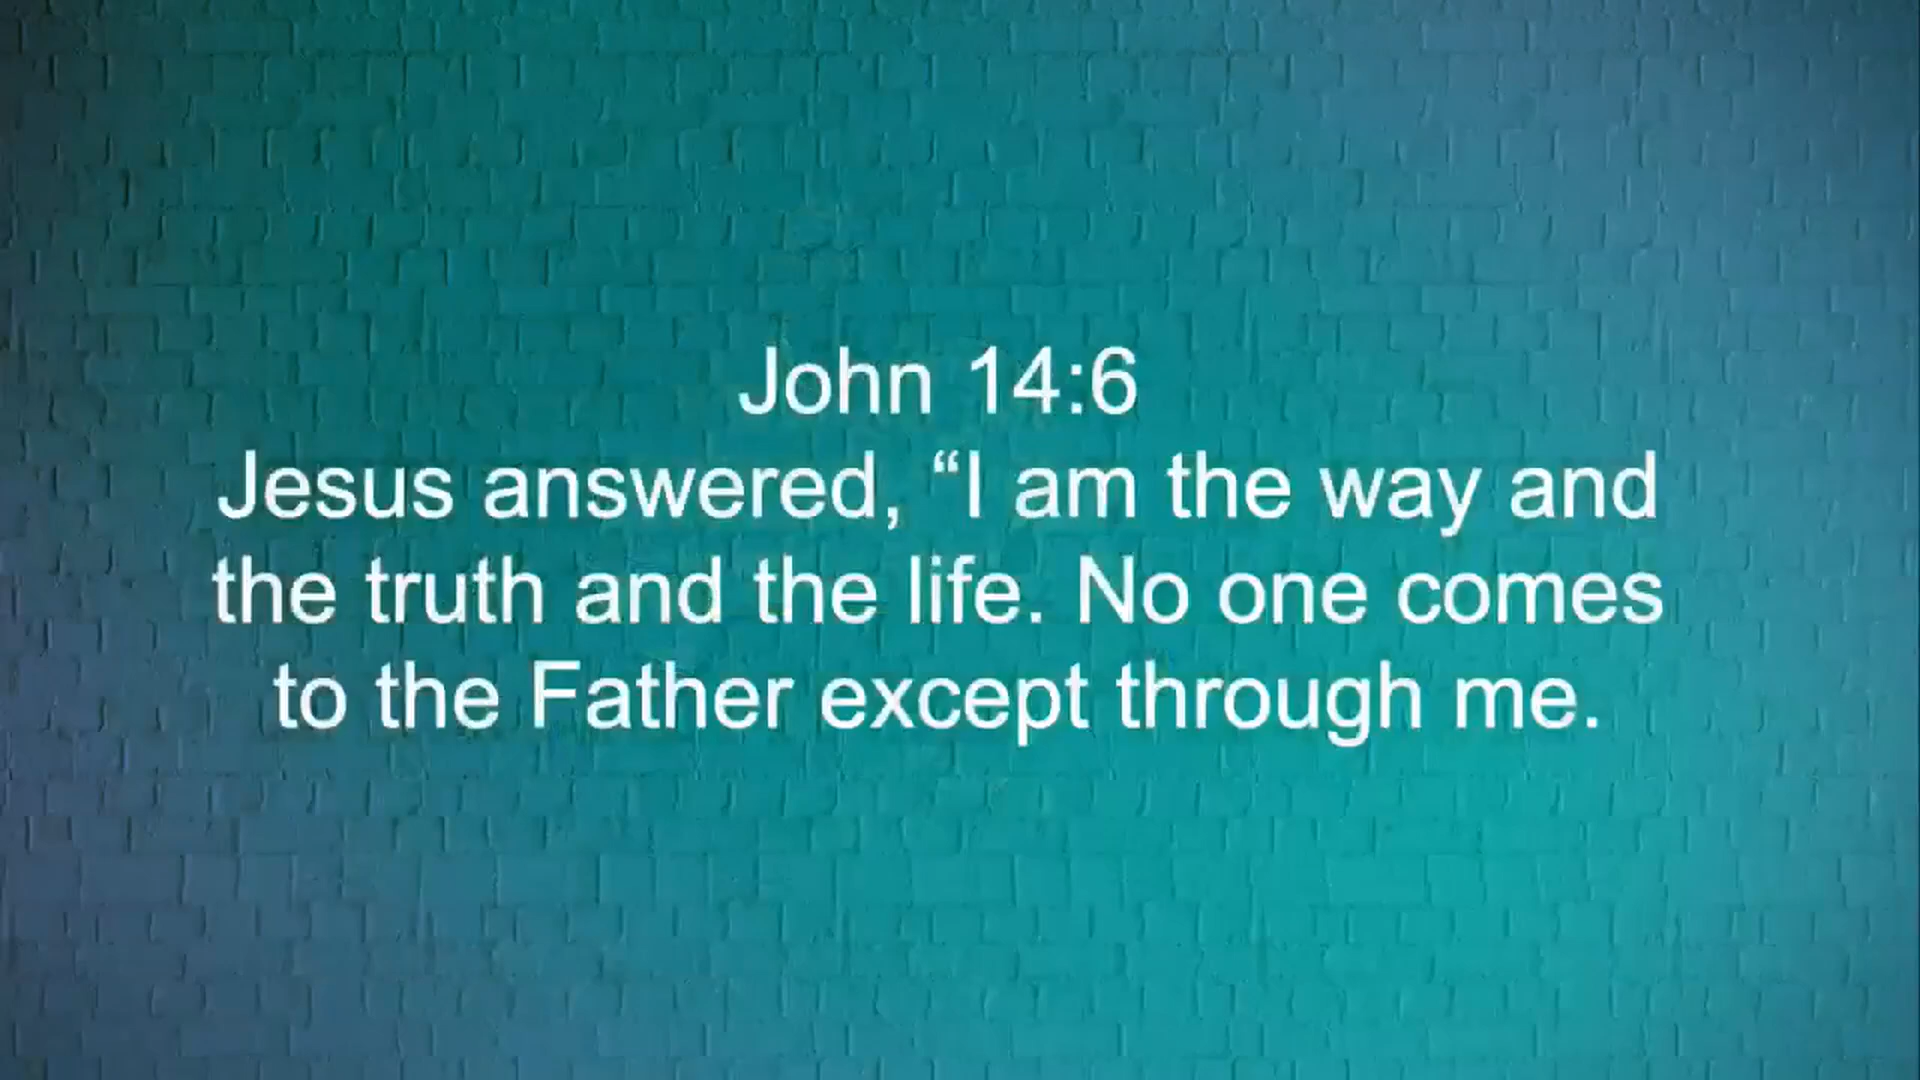 John 14:6
Jesus answered, “I am the way and
the truth and the life. No one comes
to the Father except through me.